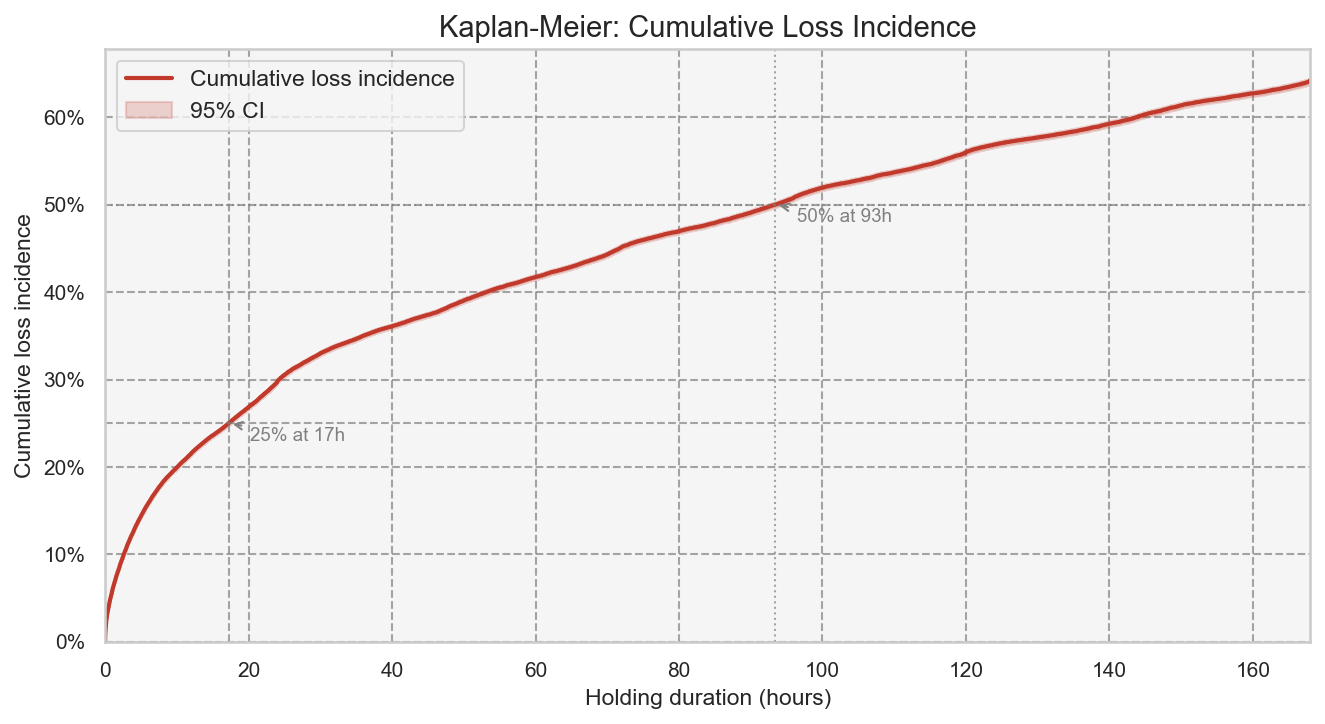 Kaplan-Meier: Cumulative Loss Incidence
Cumulative loss incidence
95% CI
Cumulative loss incidence
60%
50%
40%
30%
20%
10%
0%
50% at 93h
25% at 17h
0 20 40 60 80 100 120 140 160
Holding duration (hours)